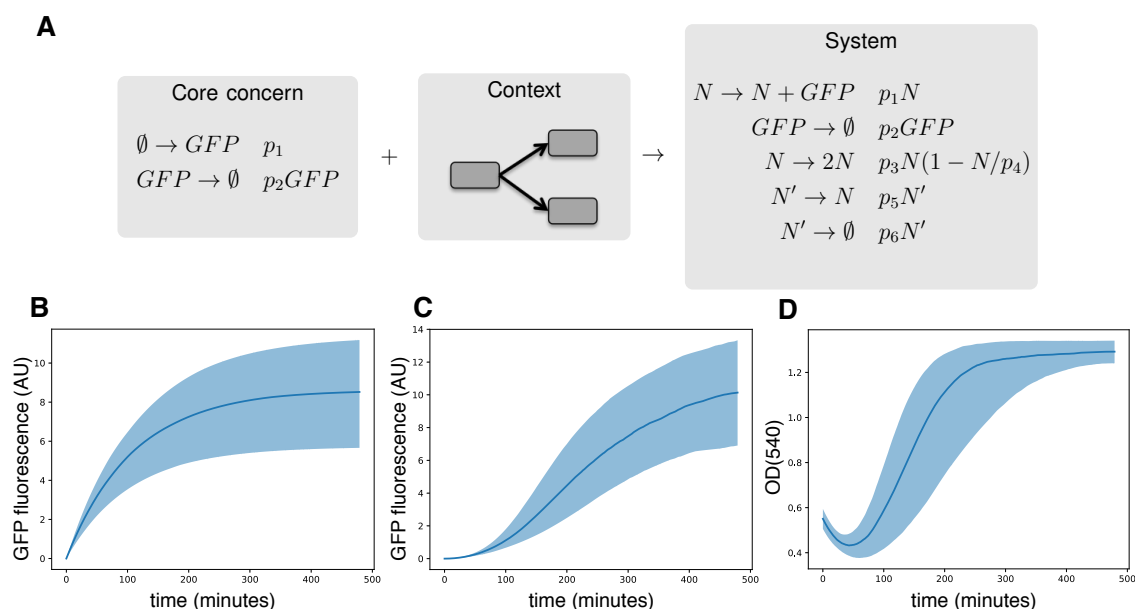 A
Core concern
∅ → GFP p₁
GFP → ∅ p₂GFP
+
Context
→
System
N → N + GFP p₁N
GFP → ∅ p₂GFP
N → 2N p₃N(1 − N/p₄)
N′ → N p₅N′
N′ → ∅ p₆N′
B
GFP fluorescence (AU)
10
8
6
4
2
0
0 100 200 300 400 500
time (minutes)
C
GFP fluorescence (AU)
14
12
10
8
6
4
2
0
0 100 200 300 400 500
time (minutes)
D
OD(540)
1.2
1.0
0.8
0,6
0,4
0 100 200 300 400 500
time (minutes)